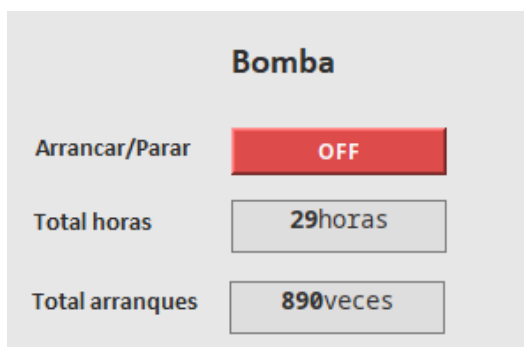 Bomba
Arrancar/Parar OFF
Total horas 29horas
Total arranques 890veces